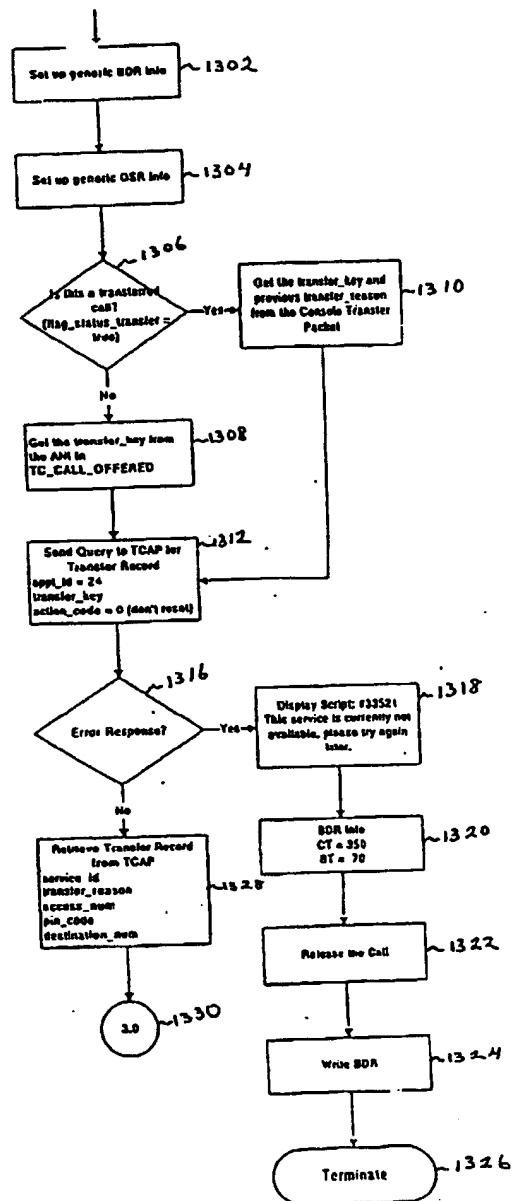 Set up generic BDR Info
1302
Set up generic OSR Info
1304
1306
Is this a transferred
call?
(flag_status_transfer =
true)
Yes
No
Get the transfer_key and
previous transfer_reason
from the Console Transfer
Packet
1310
Get the transfer_key from
the ANI in
TC_CALL_OFFERED
1308
1312
Send Query to TCAP for
Transfer Record
appl_id = 24
transfer_key
action_code = 0 (don't reset)
1316
Error Response?
Yes
No
Display Script: #33521
This service is currently not
available, please try again
later.
1318
BDR Info
CT = 350
BT = 70
1320
Retrieve Transfer Record
from TCAP
service_id
transfer_reason
access_num
pin_code
destination_num
1328
Release the Call
1322
3.0
1330
Write BDR
1324
Terminate
1326